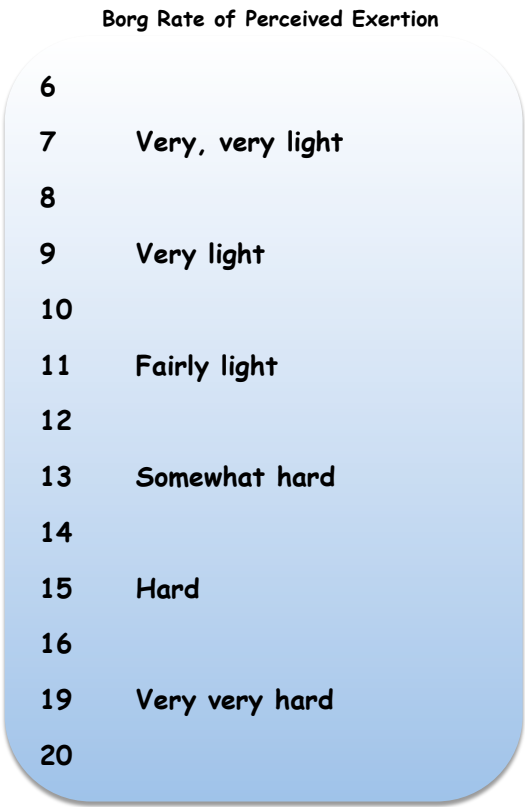 Borg Rate of Perceived Exertion
6
7 Very, very light
8
9 Very light
10
11 Fairly light
12
13 Somewhat hard
14
15 Hard
16
19 Very very hard
20